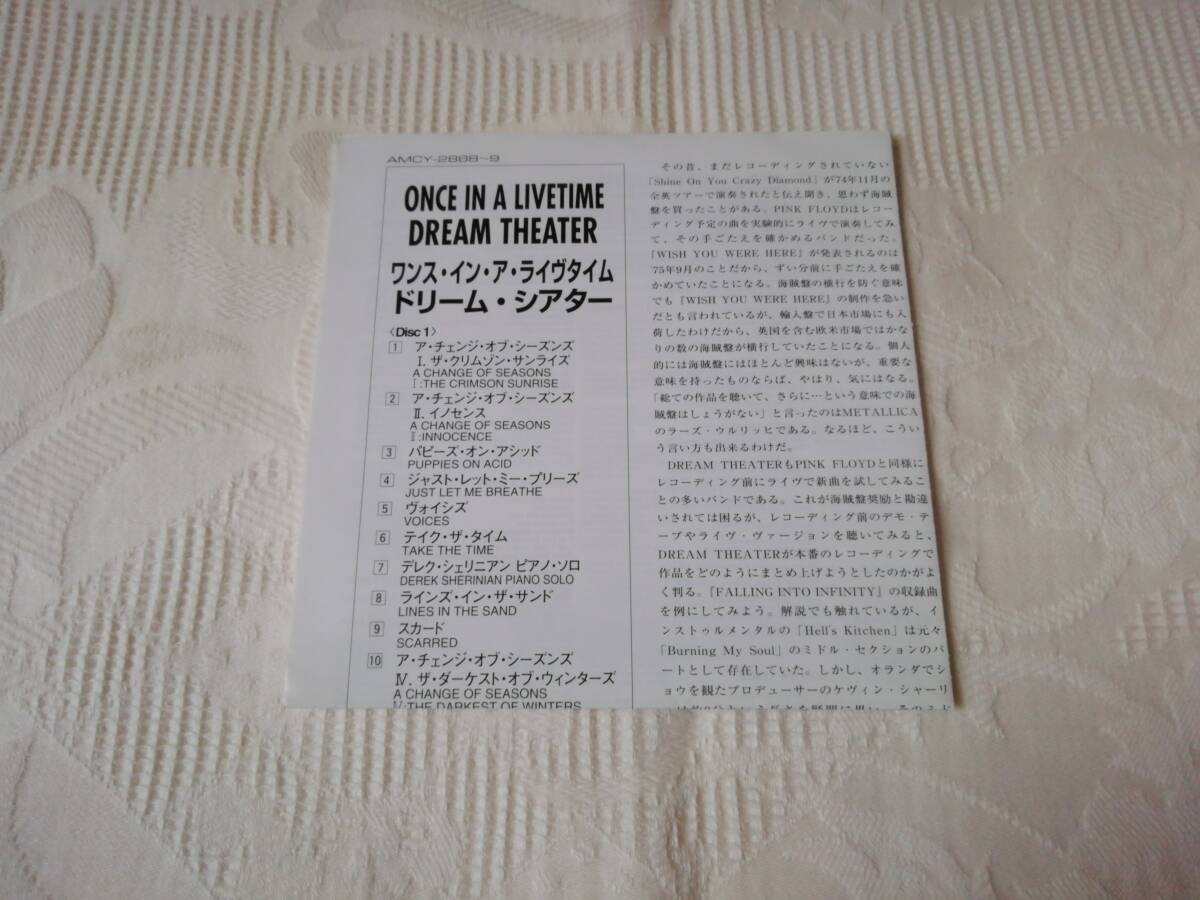 AMCY-2888~9
ONCE IN A LIVETIME
DREAM THEATER
ワンス・イン・ア・ライヴタイム
ドリーム・シアター
〈Disc 1〉
1 ア・チェンジ・オブ・シーズンズ
Ⅰ. ザ・クリムゾン・サンライズ
A CHANGE OF SEASONS
Ⅰ:THE CRIMSON SUNRISE
2 ア・チェンジ・オブ・シーズンズ
Ⅱ. イノセンス
A CHANGE OF SEASONS
Ⅱ:INNOCENCE
3 パピーズ・オン・アシッド
PUPPIES ON ACID
4 ジャスト・レット・ミー・ブリーズ
JUST LET ME BREATHE
5 ヴォイシズ
VOICES
6 テイク・ザ・タイム
TAKE THE TIME
7 デレク・シェリニアン ピアノ・ソロ
DEREK SHERINIAN PIANO SOLO
8 ラインズ・イン・ザ・サンド
LINES IN THE SAND
9 スカード
SCARRED
10 ア・チェンジ・オブ・シーズンズ
Ⅳ. ザ・ダーケスト・オブ・ウィンターズ
A CHANGE OF SEASONS
Ⅳ:THE DARKEST OF WINTERS
その昔、まだレコーディングされていない
「Shine On You Crazy Diamond」が74年11月の
全英ツアーで演奏されたと伝え聞き、思わず海賊
盤を買ったことがある。PINK FLOYDはレコー
ディング予定の曲を実験的にライヴで演奏してみ
て、その手ごたえを確かめるバンドだった。
『WISH YOU WERE HERE』が発表されるのは
'75年9月のことだから、ずい分前に手ごたえを確
かめていたことになる。海賊盤の横行を防ぐ意味
でも『WISH YOU WERE HERE』の制作を急い
だとも言われているが、輸入盤で日本市場にも入
荷したわけだから、英国を含む欧米市場ではかな
りの数の海賊盤が横行していたことになる。個人
的には海賊盤にはほとんど興味はないが、重要な
意味を持ったものならば、やはり、気にはなる。
「総ての作品を聴いて、さらに…という意味での海
賊盤はしょうがない」と言ったのはMETALLICA
のラーズ・ウルリッヒである。なるほど、こうい
う言い方も出来るわけだ。
DREAM THEATERもPINK FLOYDと同様に
レコーディング前にライヴで新曲を試してみるこ
との多いバンドである。これが海賊盤奨励と勘違
いされては困るが、レコーディング前のデモ・テ
ープやライヴ・ヴァージョンを聴いてみると、
DREAM THEATERが本番のレコーディングで
作品をどのようにまとめ上げようとしたのかがよ
く判る。『FALLING INTO INFINITY』の収録曲
を例にしてみよう。解説でも触れているが、イ
ンストゥルメンタルの「Hell's Kitchen」は元々
「Burning My Soul」のミドル・セクションのパ
ートとして存在していた。しかし、オランダでシ
ョウを観たプロデューサーのケヴィン・シャーリ